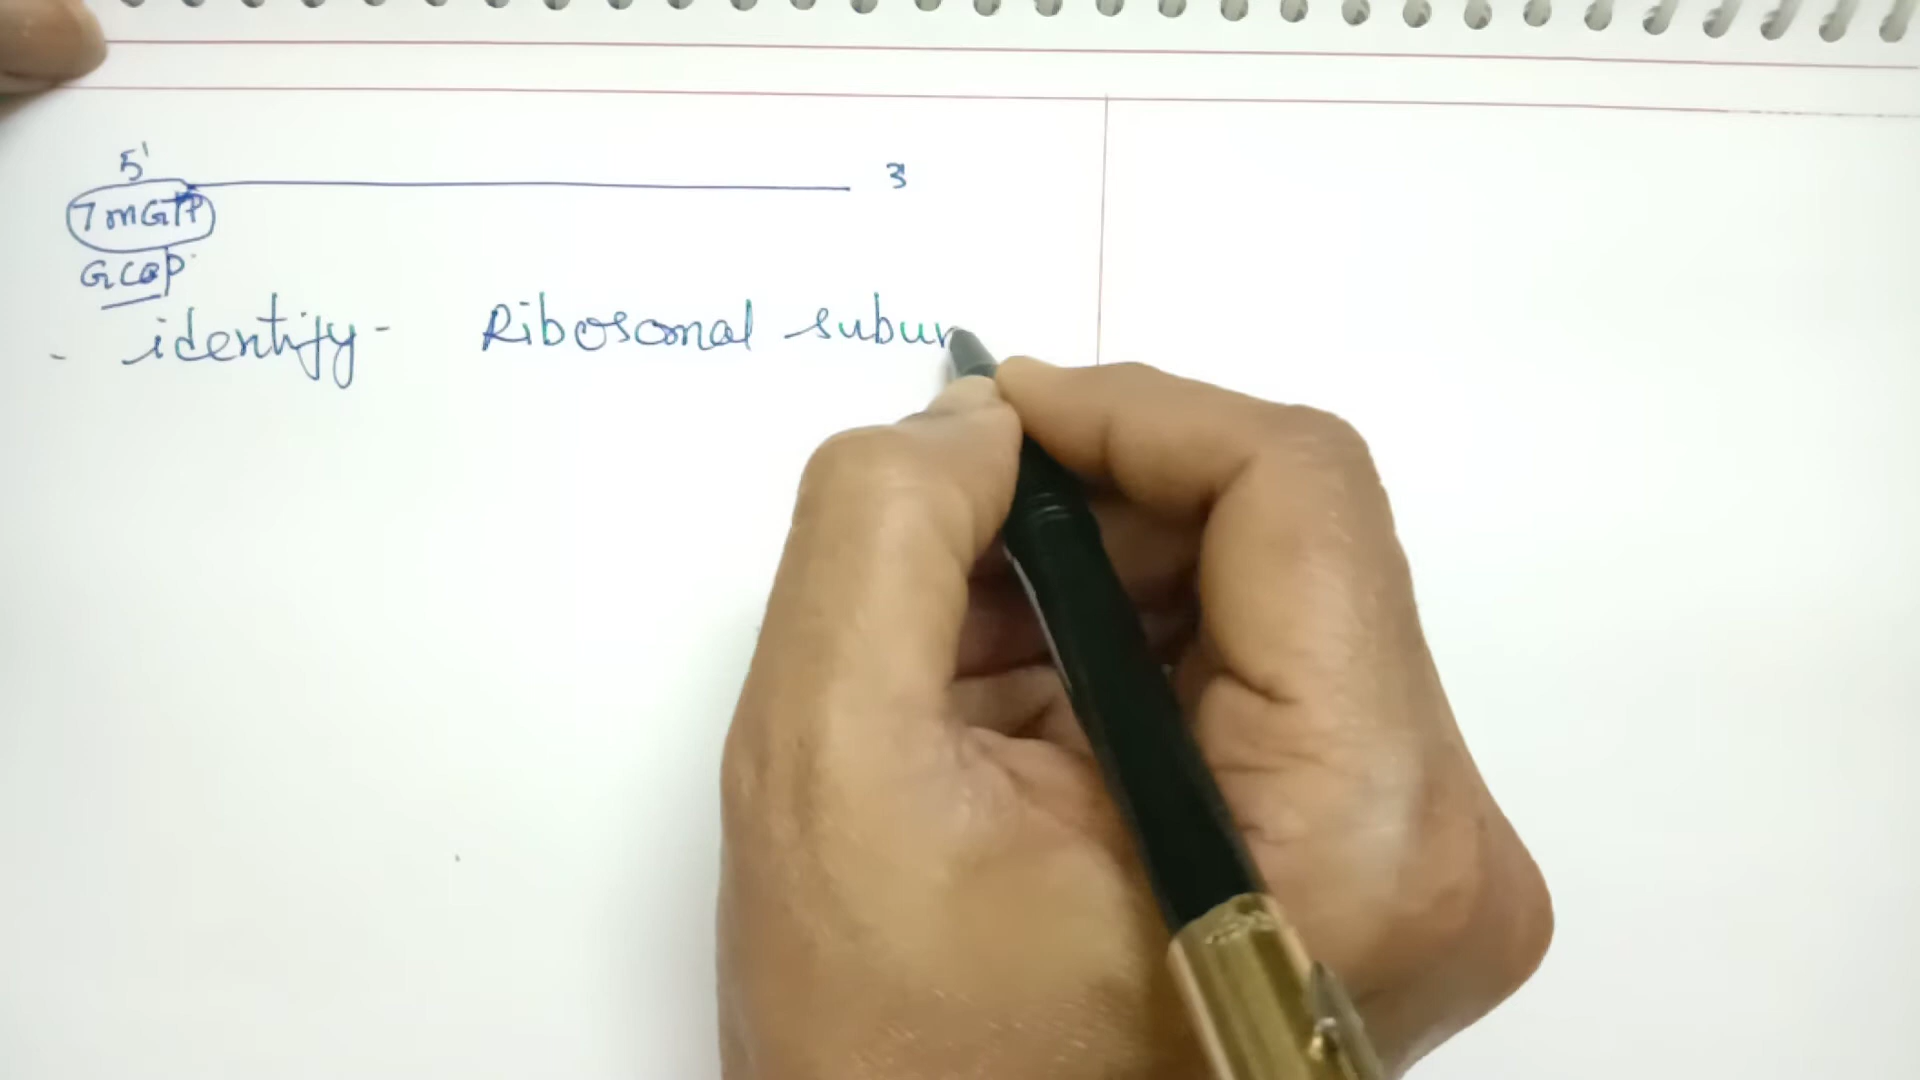 5' 3'
7mGTP
Gcap
- identify - Ribosomal subun